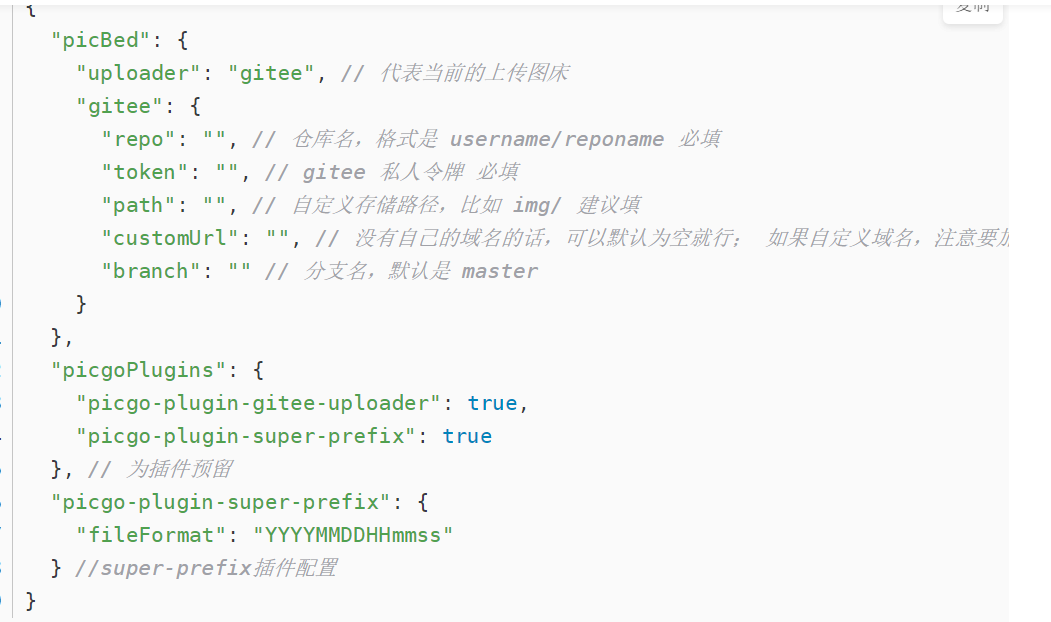 {
复制
"picBed": {
"uploader": "gitee", // 代表当前的上传图床
"gitee": {
"repo": "", // 仓库名，格式是 username/reponame 必填
"token": "", // gitee 私人令牌 必填
"path": "", // 自定义存储路径，比如 img/ 建议填
"customUrl": "", // 没有自己的域名的话，可以默认为空就行； 如果自定义域名，注意要
"branch": "" // 分支名，默认是 master
}
},
"picgoPlugins": {
"picgo-plugin-gitee-uploader": true,
"picgo-plugin-super-prefix": true
}, // 为插件预留
"picgo-plugin-super-prefix": {
"fileFormat": "YYYYMMDDHHmmss"
} //super-prefix插件配置
}